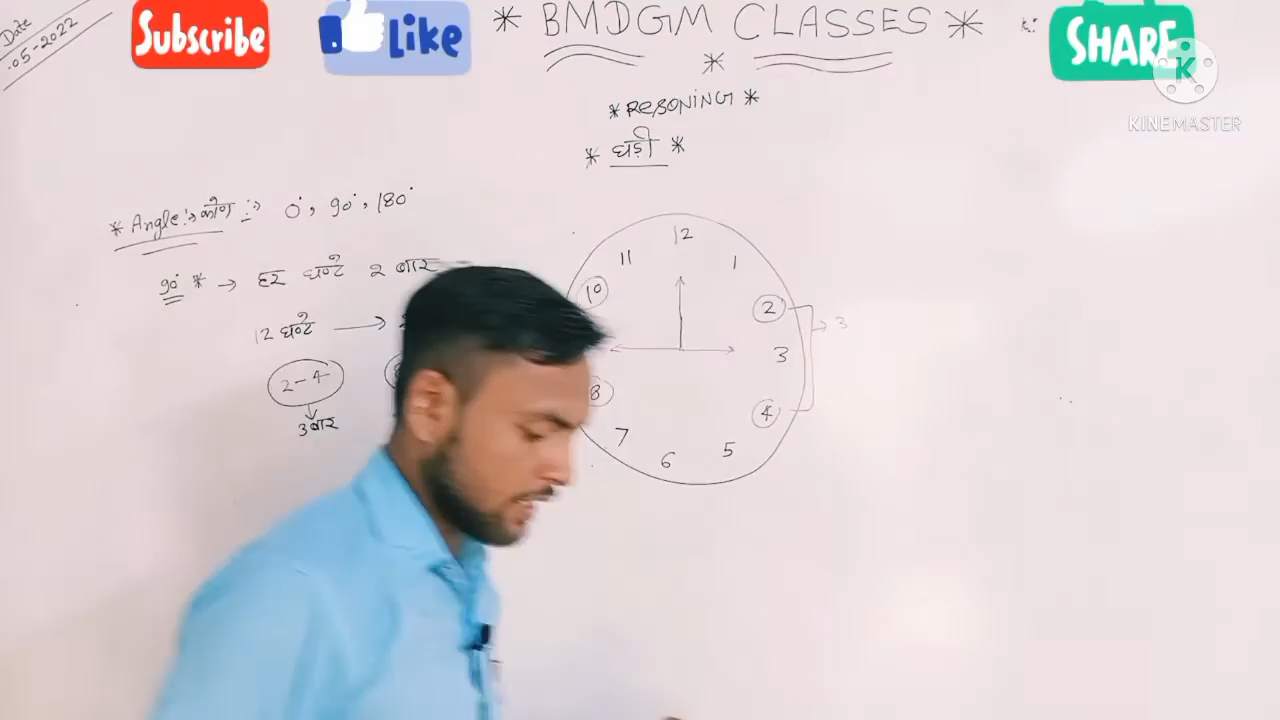 Date
.05-2022
Subscribe
Like
* BMDGM CLASSES *
SHARE
K
KINEMASTER
*
* REBONING *
* घड़ी *
* Angle :→ कोण :→ 0°, 90°, 180°
90° * → हर घण्टे 2 बार =
12 घण्टे →
2-4
3 बार
12
11
1
10
2
→ 3
3
8
4
7
5
6